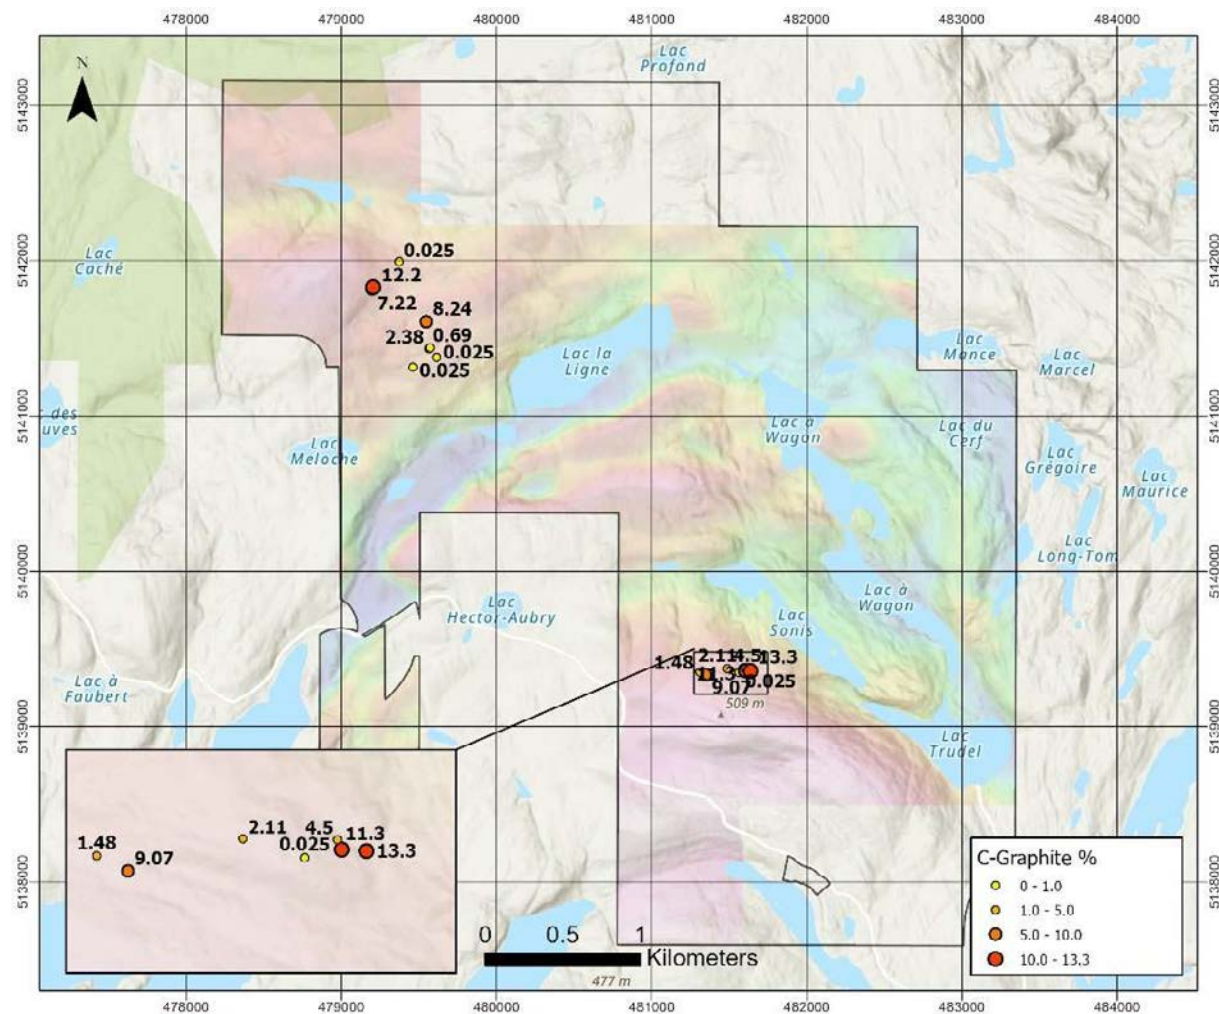 478000 479000 480000 481000 482000 483000 484000
N
Lac
Profond
5143000 5143000
Lac
Caché
0.025
5142000 5142000
12.2
7.22
8.24
2.38 0.69
0.025
0.025
Lac la
Ligne
Lac
Mance
Lac
Marcel
5141000 5141000
des
uves
Lac
Meloche
Lac à
Wagon
Lac du
Cerf
Lac
Grégoire
Lac
Maurice
Lac
Long-Tom
5140000 5140000
Lac
Hector-Aubry
Lac à
Wagon
Lac
Sonis
Lac à
Faubert
1.48 2.11 4.5 13.3
11.3 0.025
9.07
509 m
5139000 5139000
Lac
Trudel
1.48
9.07
2.11
0.025
4.5
11.3
13.3
5138000 5138000
C-Graphite %
0 - 1.0
1.0 - 5.0
5.0 - 10.0
10.0 - 13.3
0 0.5 1
Kilometers
477 m
478000 479000 480000 481000 482000 483000 484000